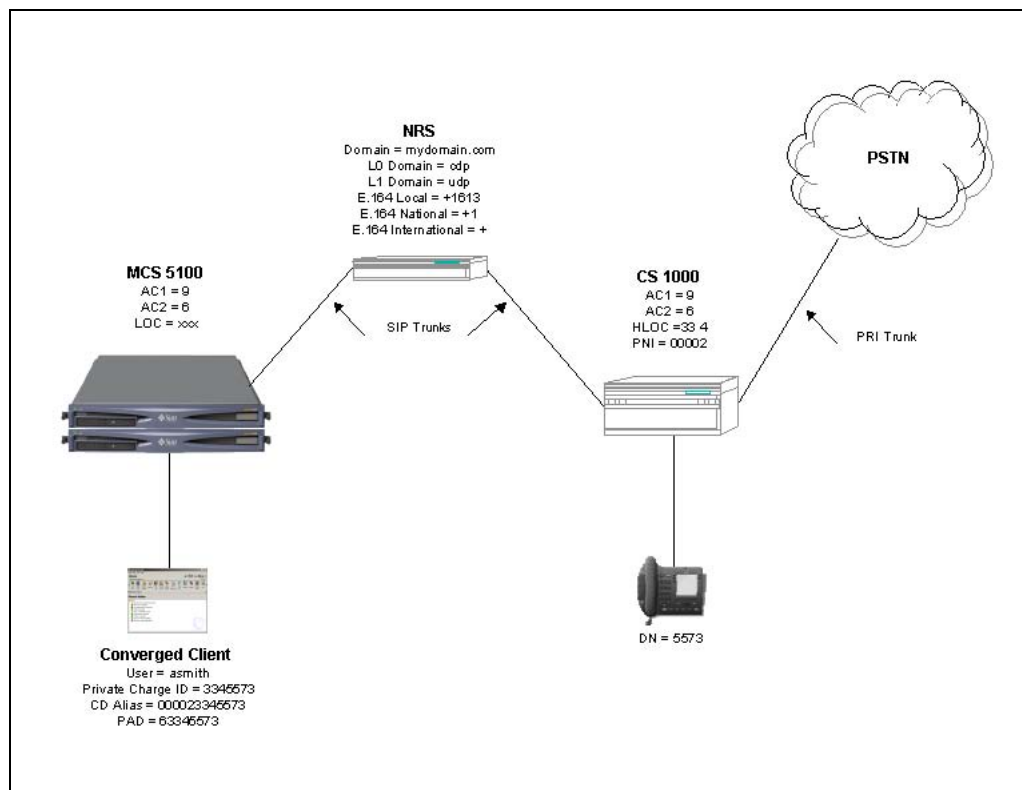 NRS
Domain = mydomain.com
L0 Domain = cdp
L1 Domain = udp
E.164 Local = +1613
E.164 National = +1
E.164 International = +
PSTN
MCS 5100
AC1 = 9
AC2 = 6
LOC = xxx
SIP Trunks
CS 1000
AC1 = 9
AC2 = 6
HLOC =33 4
PNI = 00002
PRI Trunk
Sun
Sun
DN = 5573
Converged Client
User = asmith
Private Charge ID = 3345573
CD Alias = 000023345573
PAD = 63345573